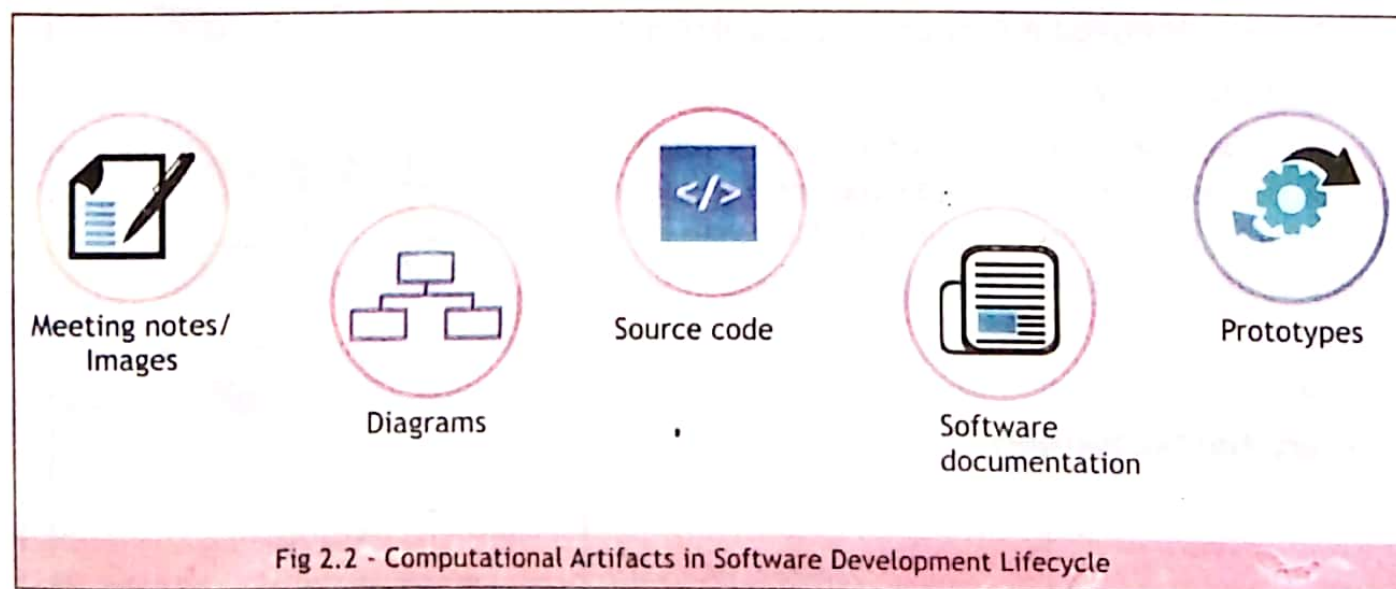 Meeting notes/
Images
Diagrams
</>
Source code
Software
documentation
Prototypes
Fig 2.2 - Computational Artifacts in Software Development Lifecycle